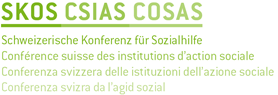 SKOS CSIAS COSAS
Schweizerische Konferenz für Sozialhilfe
Conférence suisse des institutions d'action sociale
Conferenza svizzera delle istituzioni dell'azione sociale
Conferenza svizra da l'agid sozial